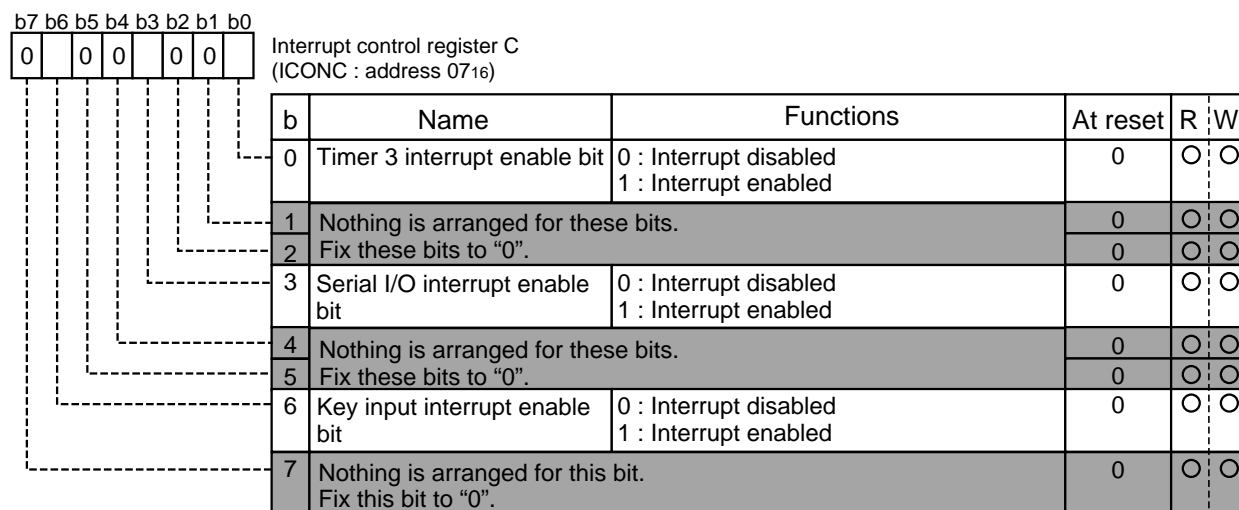 b7 b6 b5 b4 b3 b2 b1 b0
0 0 0 0 0
Interrupt control register C
(ICONC : address 0716)
b Name Functions At reset R W
0 Timer 3 interrupt enable bit 0 : Interrupt disabled 0 ○ ○
1 : Interrupt enabled
1 Nothing is arranged for these bits. 0 ○ ○
2 Fix these bits to “0”. 0 ○ ○
3 Serial I/O interrupt enable 0 : Interrupt disabled 0 ○ ○
bit 1 : Interrupt enabled
4 Nothing is arranged for these bits. 0 ○ ○
5 Fix these bits to “0”. 0 ○ ○
6 Key input interrupt enable 0 : Interrupt disabled 0 ○ ○
bit 1 : Interrupt enabled
7 Nothing is arranged for this bit. 0 ○ ○
Fix this bit to “0”.